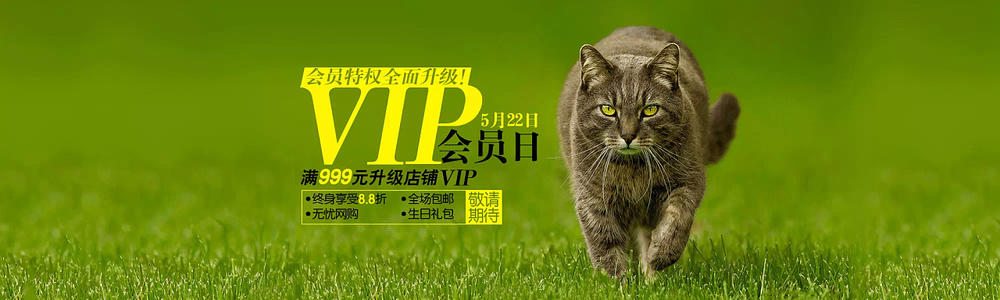 会员特权全面升级!
VIP
5月22日
会员日
满999元升级店铺VIP
•终身享受8.8折 •全场包邮
•无忧网购 •生日礼包
敬请
期待